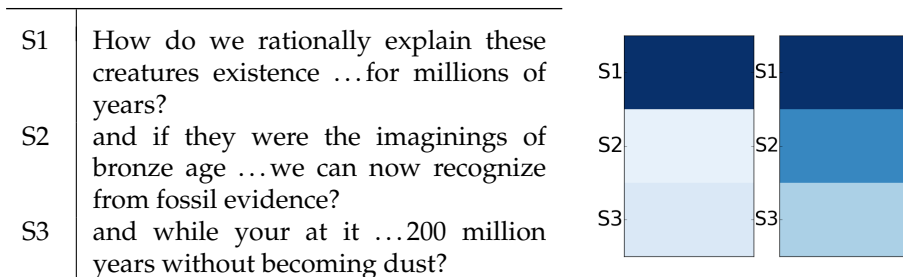 S1 How do we rationally explain these
creatures existence ...for millions of
years?
S2 and if they were the imaginings of
bronze age ...we can now recognize
from fossil evidence?
S3 and while your at it ...200 million
years without becoming dust?
S1 S1
S2 S2
S3 S3